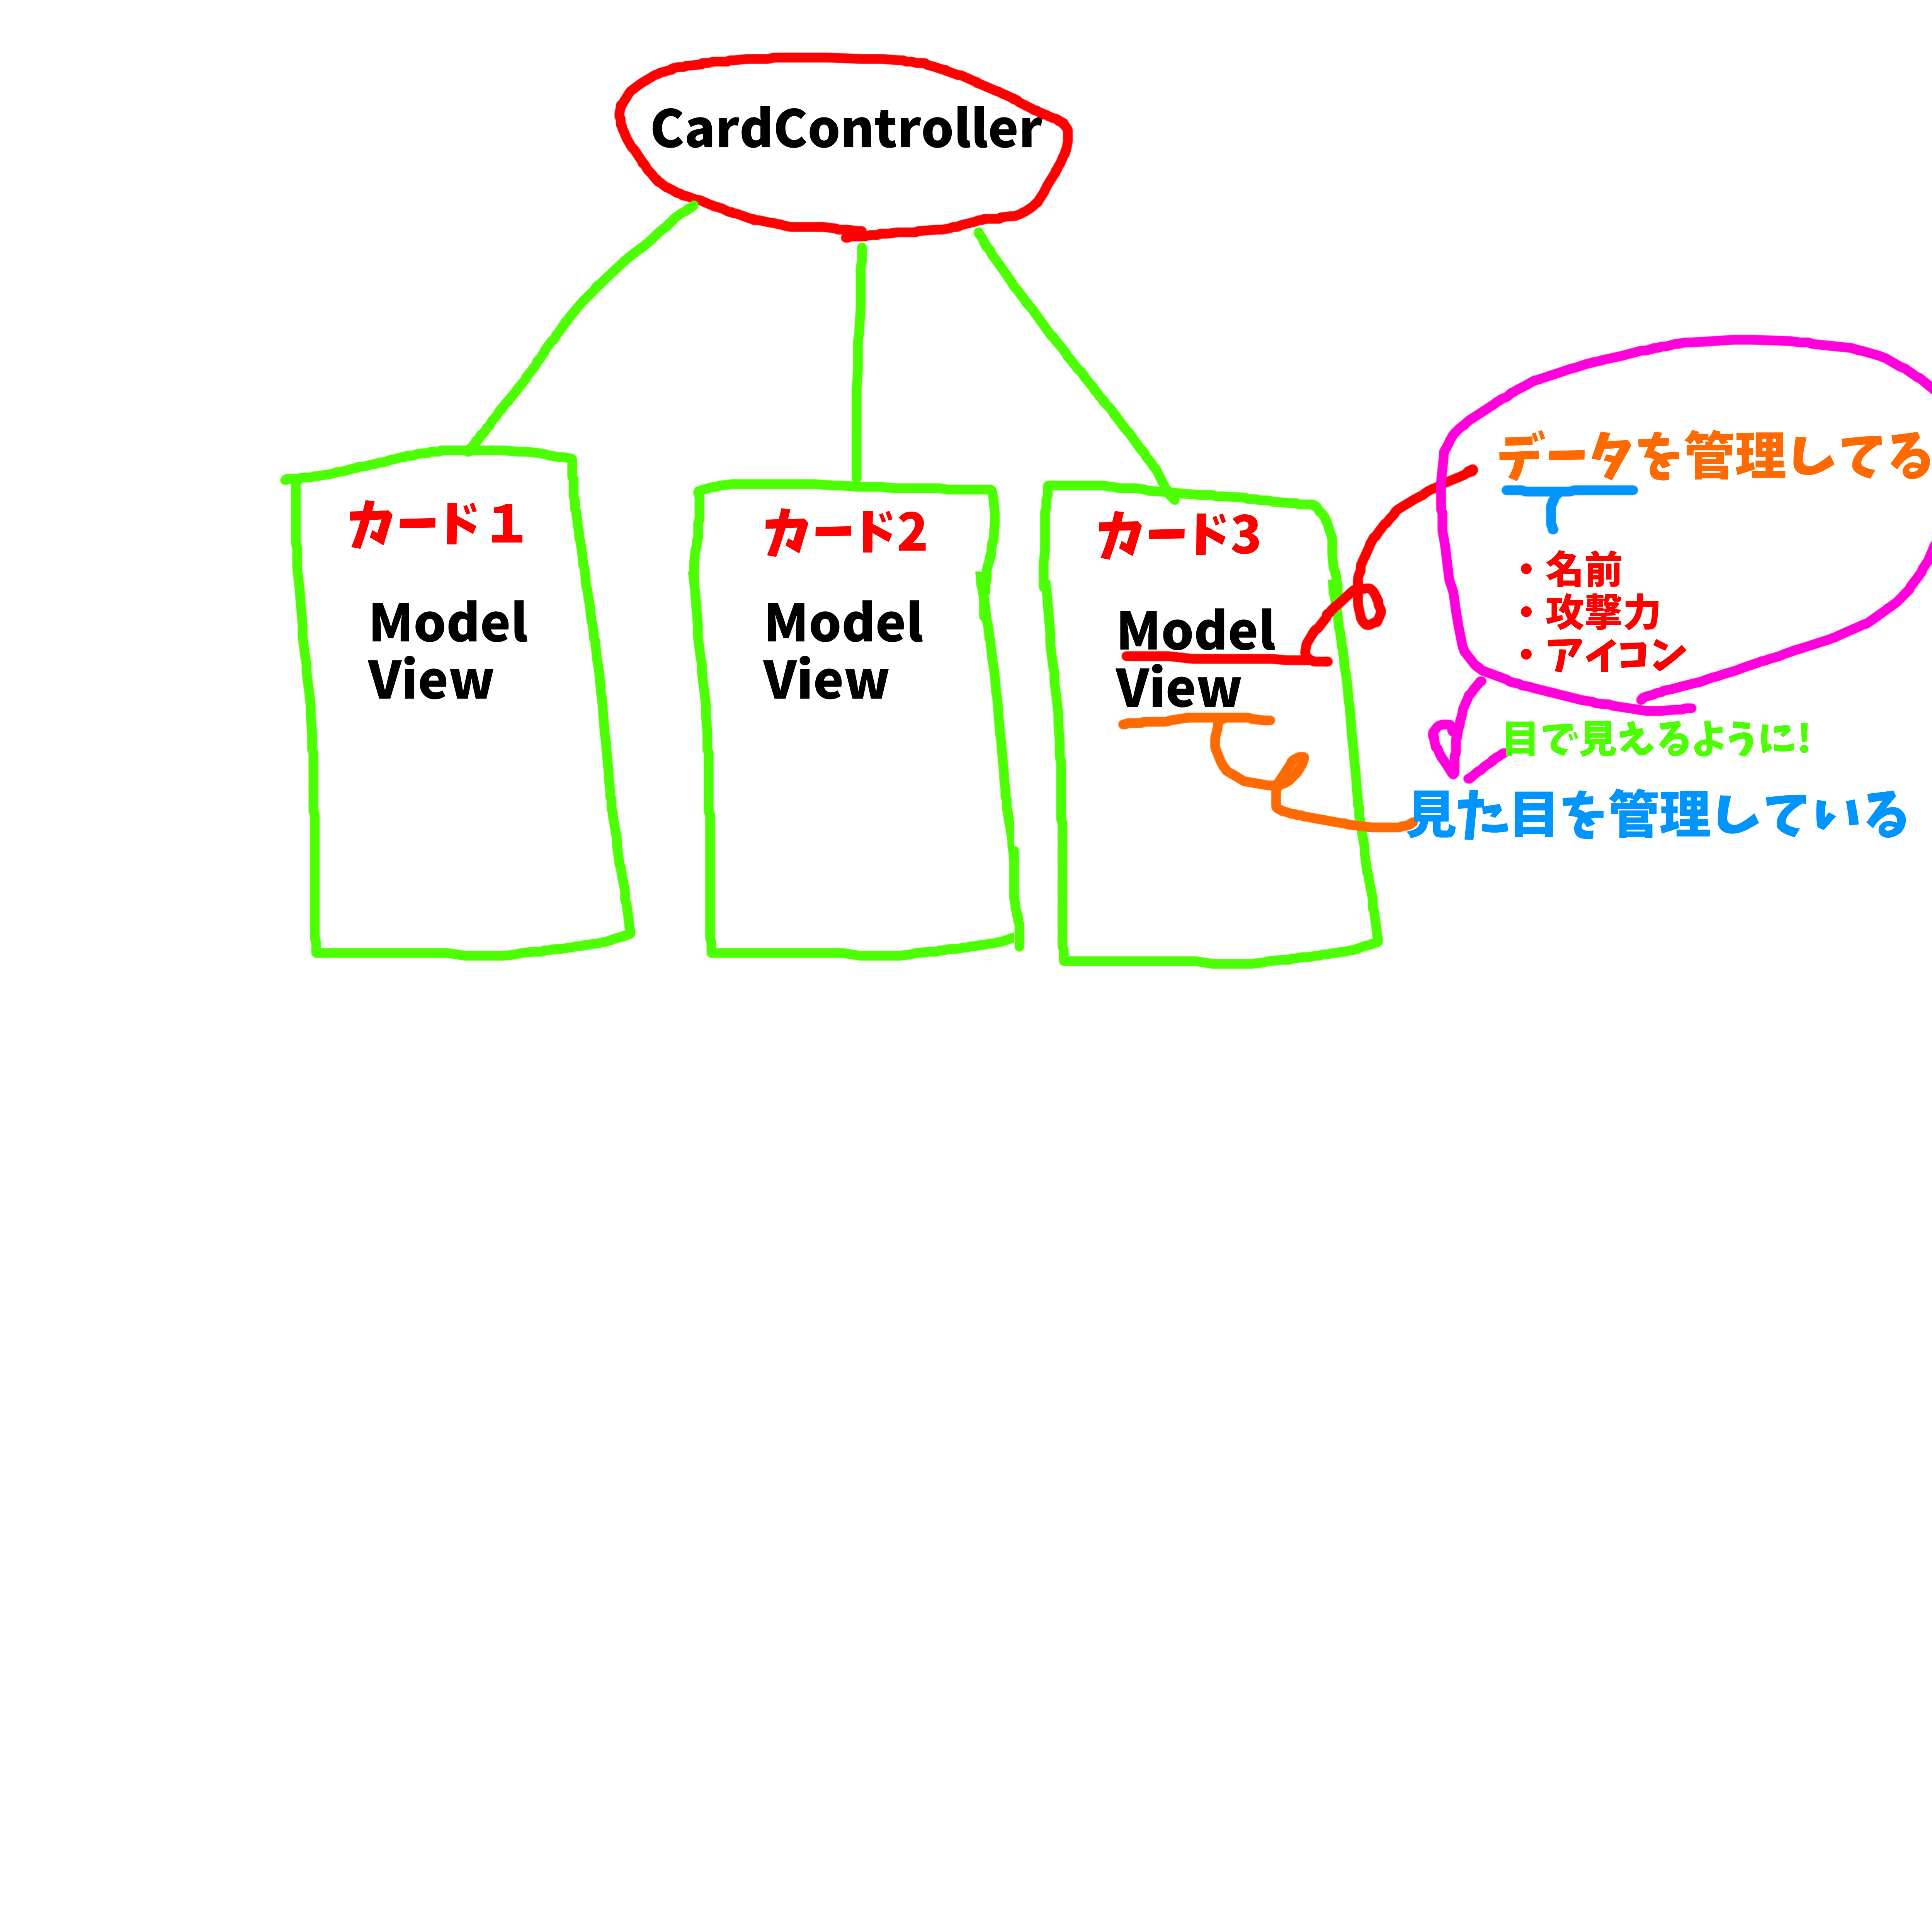 CardController
カード1
Model
View
カード2
Model
View
カード3
Model
View
データを管理してる
・名前
・攻撃力
・アイコン
目で見えるように!
見た目を管理している